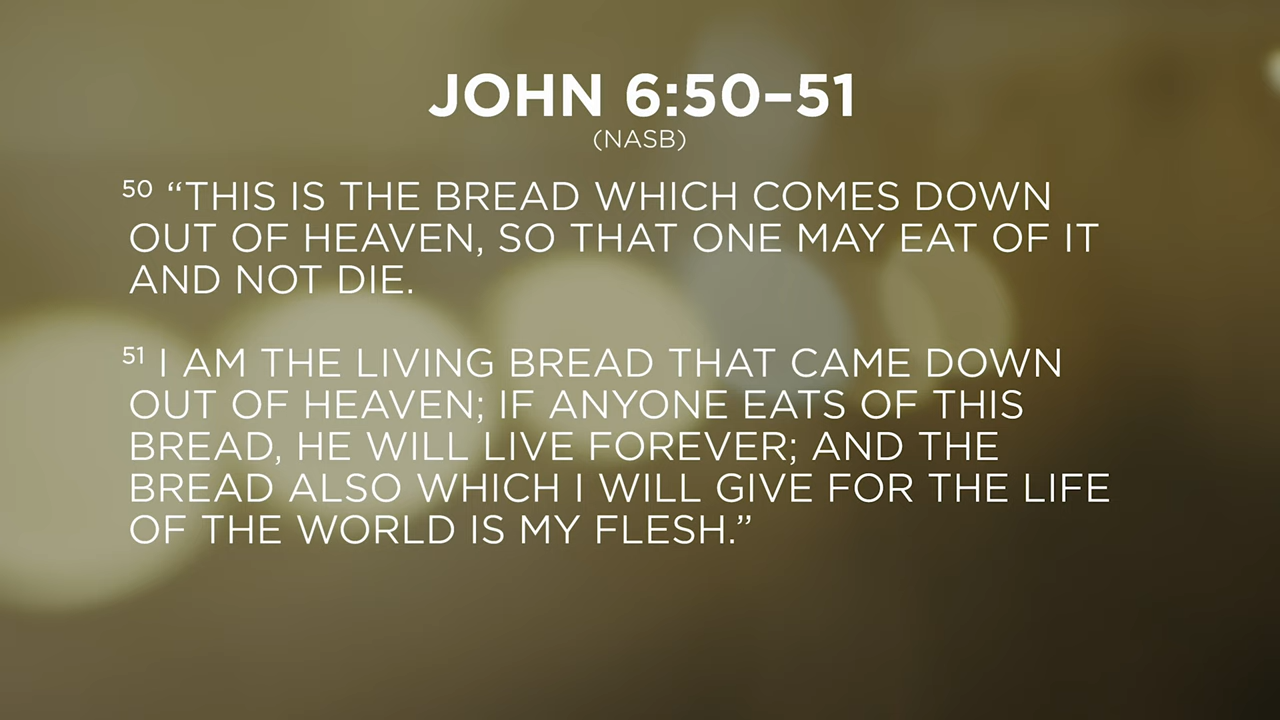 JOHN 6:50–51
(NASB)
50 “THIS IS THE BREAD WHICH COMES DOWN
OUT OF HEAVEN, SO THAT ONE MAY EAT OF IT
AND NOT DIE.
51 I AM THE LIVING BREAD THAT CAME DOWN
OUT OF HEAVEN; IF ANYONE EATS OF THIS
BREAD, HE WILL LIVE FOREVER; AND THE
BREAD ALSO WHICH I WILL GIVE FOR THE LIFE
OF THE WORLD IS MY FLESH.”